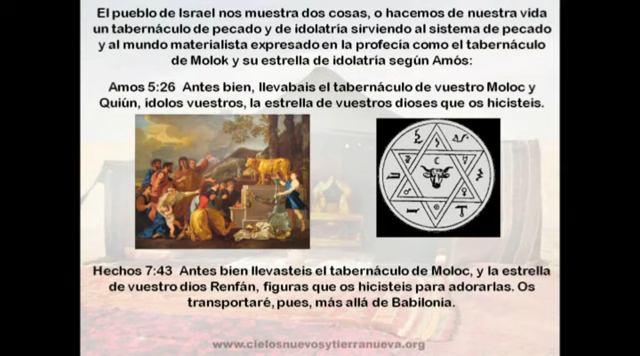 El pueblo de Israel nos muestra dos cosas, o hacemos de nuestra vida
un tabernáculo de pecado y de idolatría sirviendo al sistema de pecado
y al mundo materialista expresado en la profecía como el tabernáculo
de Molok y su estrella de idolatría según Amós:
Amos 5:26 Antes bien, llevabais el tabernáculo de vuestro Moloc y
Quiún, ídolos vuestros, la estrella de vuestros dioses que os hicisteis.
Hechos 7:43 Antes bien llevasteis el tabernáculo de Moloc, y la estrella
de vuestro dios Renfán, figuras que os hicisteis para adorarlas. Os
transportaré, pues, más allá de Babilonia.
www.cielosnuevosytierranueva.org